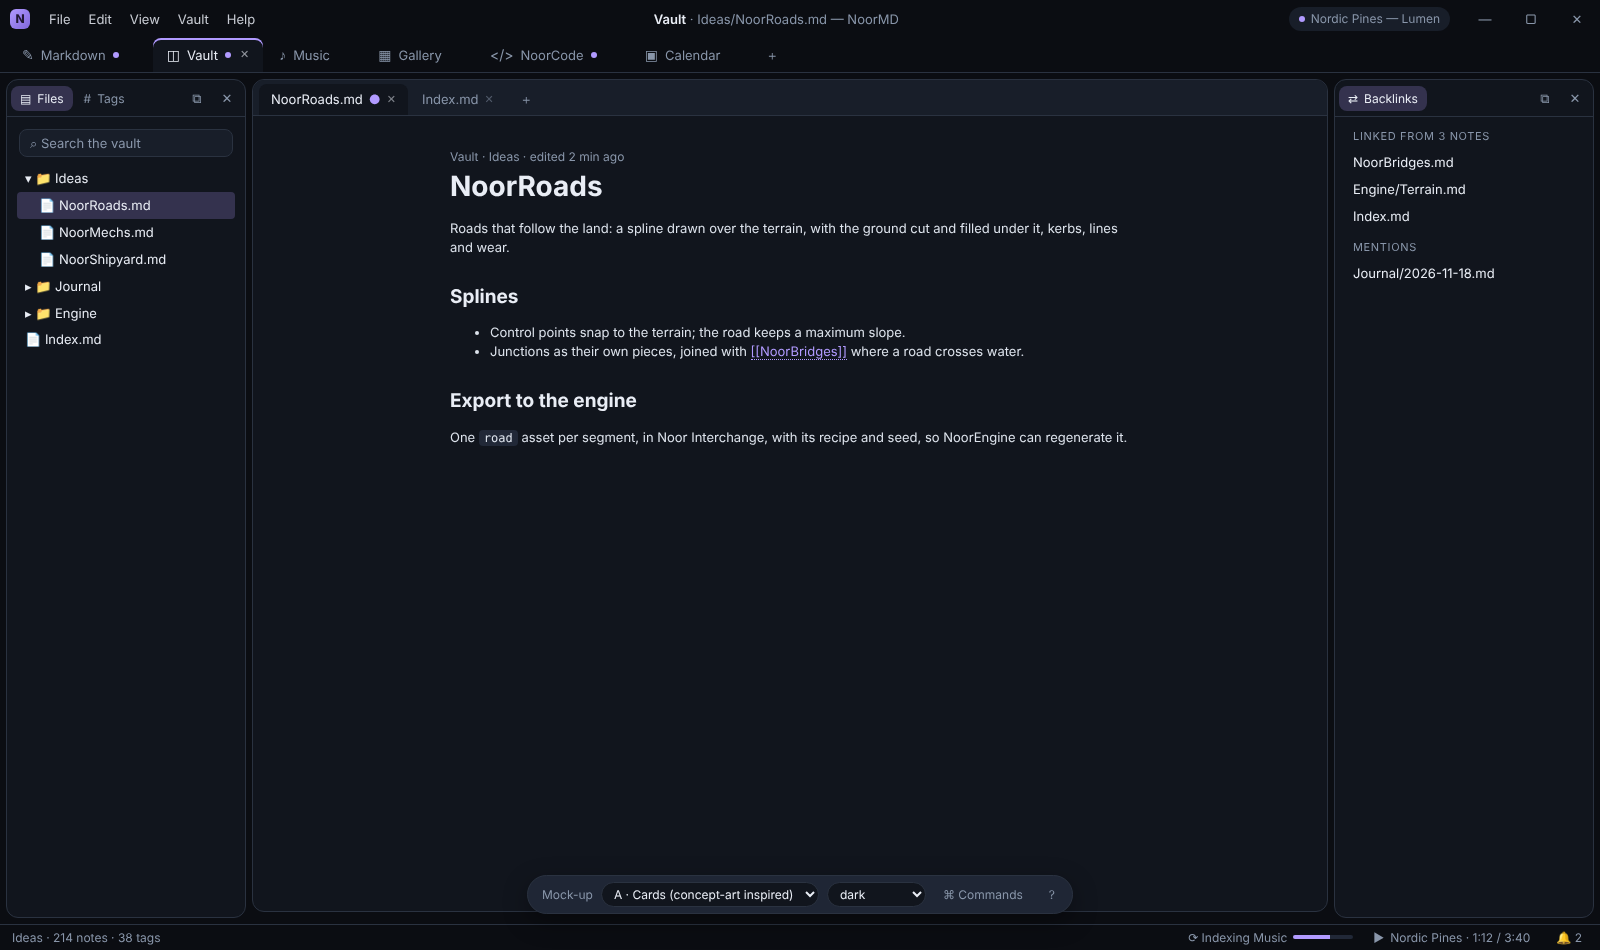 N File Edit View Vault Help
Vault · Ideas/NoorRoads.md — NoorMD
Nordic Pines — Lumen
Markdown
Vault
Music
Gallery
</> NoorCode
Calendar
+
Files
# Tags
Search the vault
Ideas
NoorRoads.md
NoorMechs.md
NoorShipyard.md
Journal
Engine
Index.md
NoorRoads.md
Index.md
+
Vault · Ideas · edited 2 min ago
NoorRoads
Roads that follow the land: a spline drawn over the terrain, with the ground cut and filled under it, kerbs, lines
and wear.
Splines
• Control points snap to the terrain; the road keeps a maximum slope.
• Junctions as their own pieces, joined with [[NoorBridges]] where a road crosses water.
Export to the engine
One road asset per segment, in Noor Interchange, with its recipe and seed, so NoorEngine can regenerate it.
Backlinks
LINKED FROM 3 NOTES
NoorBridges.md
Engine/Terrain.md
Index.md
MENTIONS
Journal/2026-11-18.md
Mock-up A · Cards (concept-art inspired) dark ⌘ Commands ?
Ideas · 214 notes · 38 tags
Indexing Music
Nordic Pines · 1:12 / 3:40
2